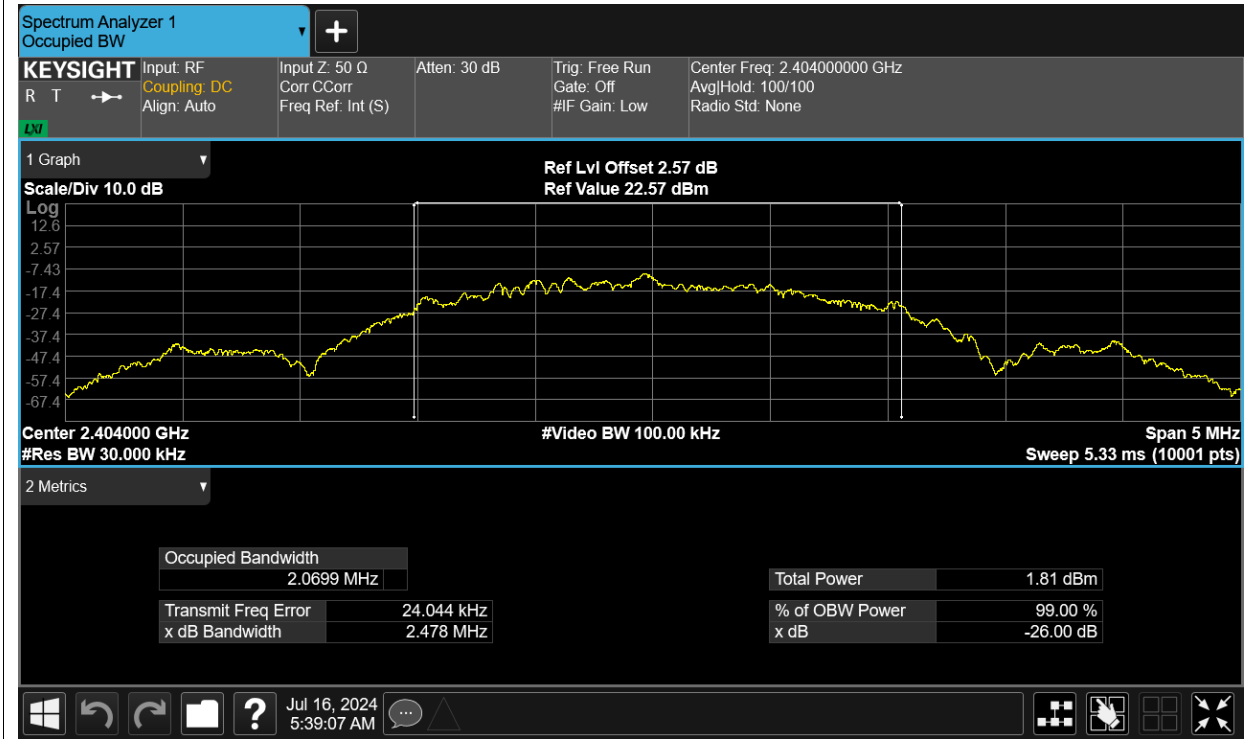 Spectrum Analyzer 1
Occupied BW
KEYSIGHT
R T
LXI
Input: RF
Coupling: DC
Align: Auto
Input Z: 50 Ω
Corr CCorr
Freq Ref: Int (S)
Atten: 30 dB
Trig: Free Run
Gate: Off
#IF Gain: Low
Center Freq: 2.404000000 GHz
Avg|Hold: 100/100
Radio Std: None
1 Graph
Scale/Div 10.0 dB
Ref Lvl Offset 2.57 dB
Ref Value 22.57 dBm
Log
12.6
2.57
-7.43
-17.4
-27.4
-37.4
-47.4
-57.4
-67.4
Center 2.404000 GHz
#Video BW 100.00 kHz
Span 5 MHz
#Res BW 30.000 kHz
Sweep 5.33 ms (10001 pts)
2 Metrics
Occupied Bandwidth
2.0699 MHz
Transmit Freq Error 24.044 kHz
x dB Bandwidth 2.478 MHz
Total Power 1.81 dBm
% of OBW Power 99.00 %
x dB -26.00 dB
?
Jul 16, 2024
5:39:07 AM